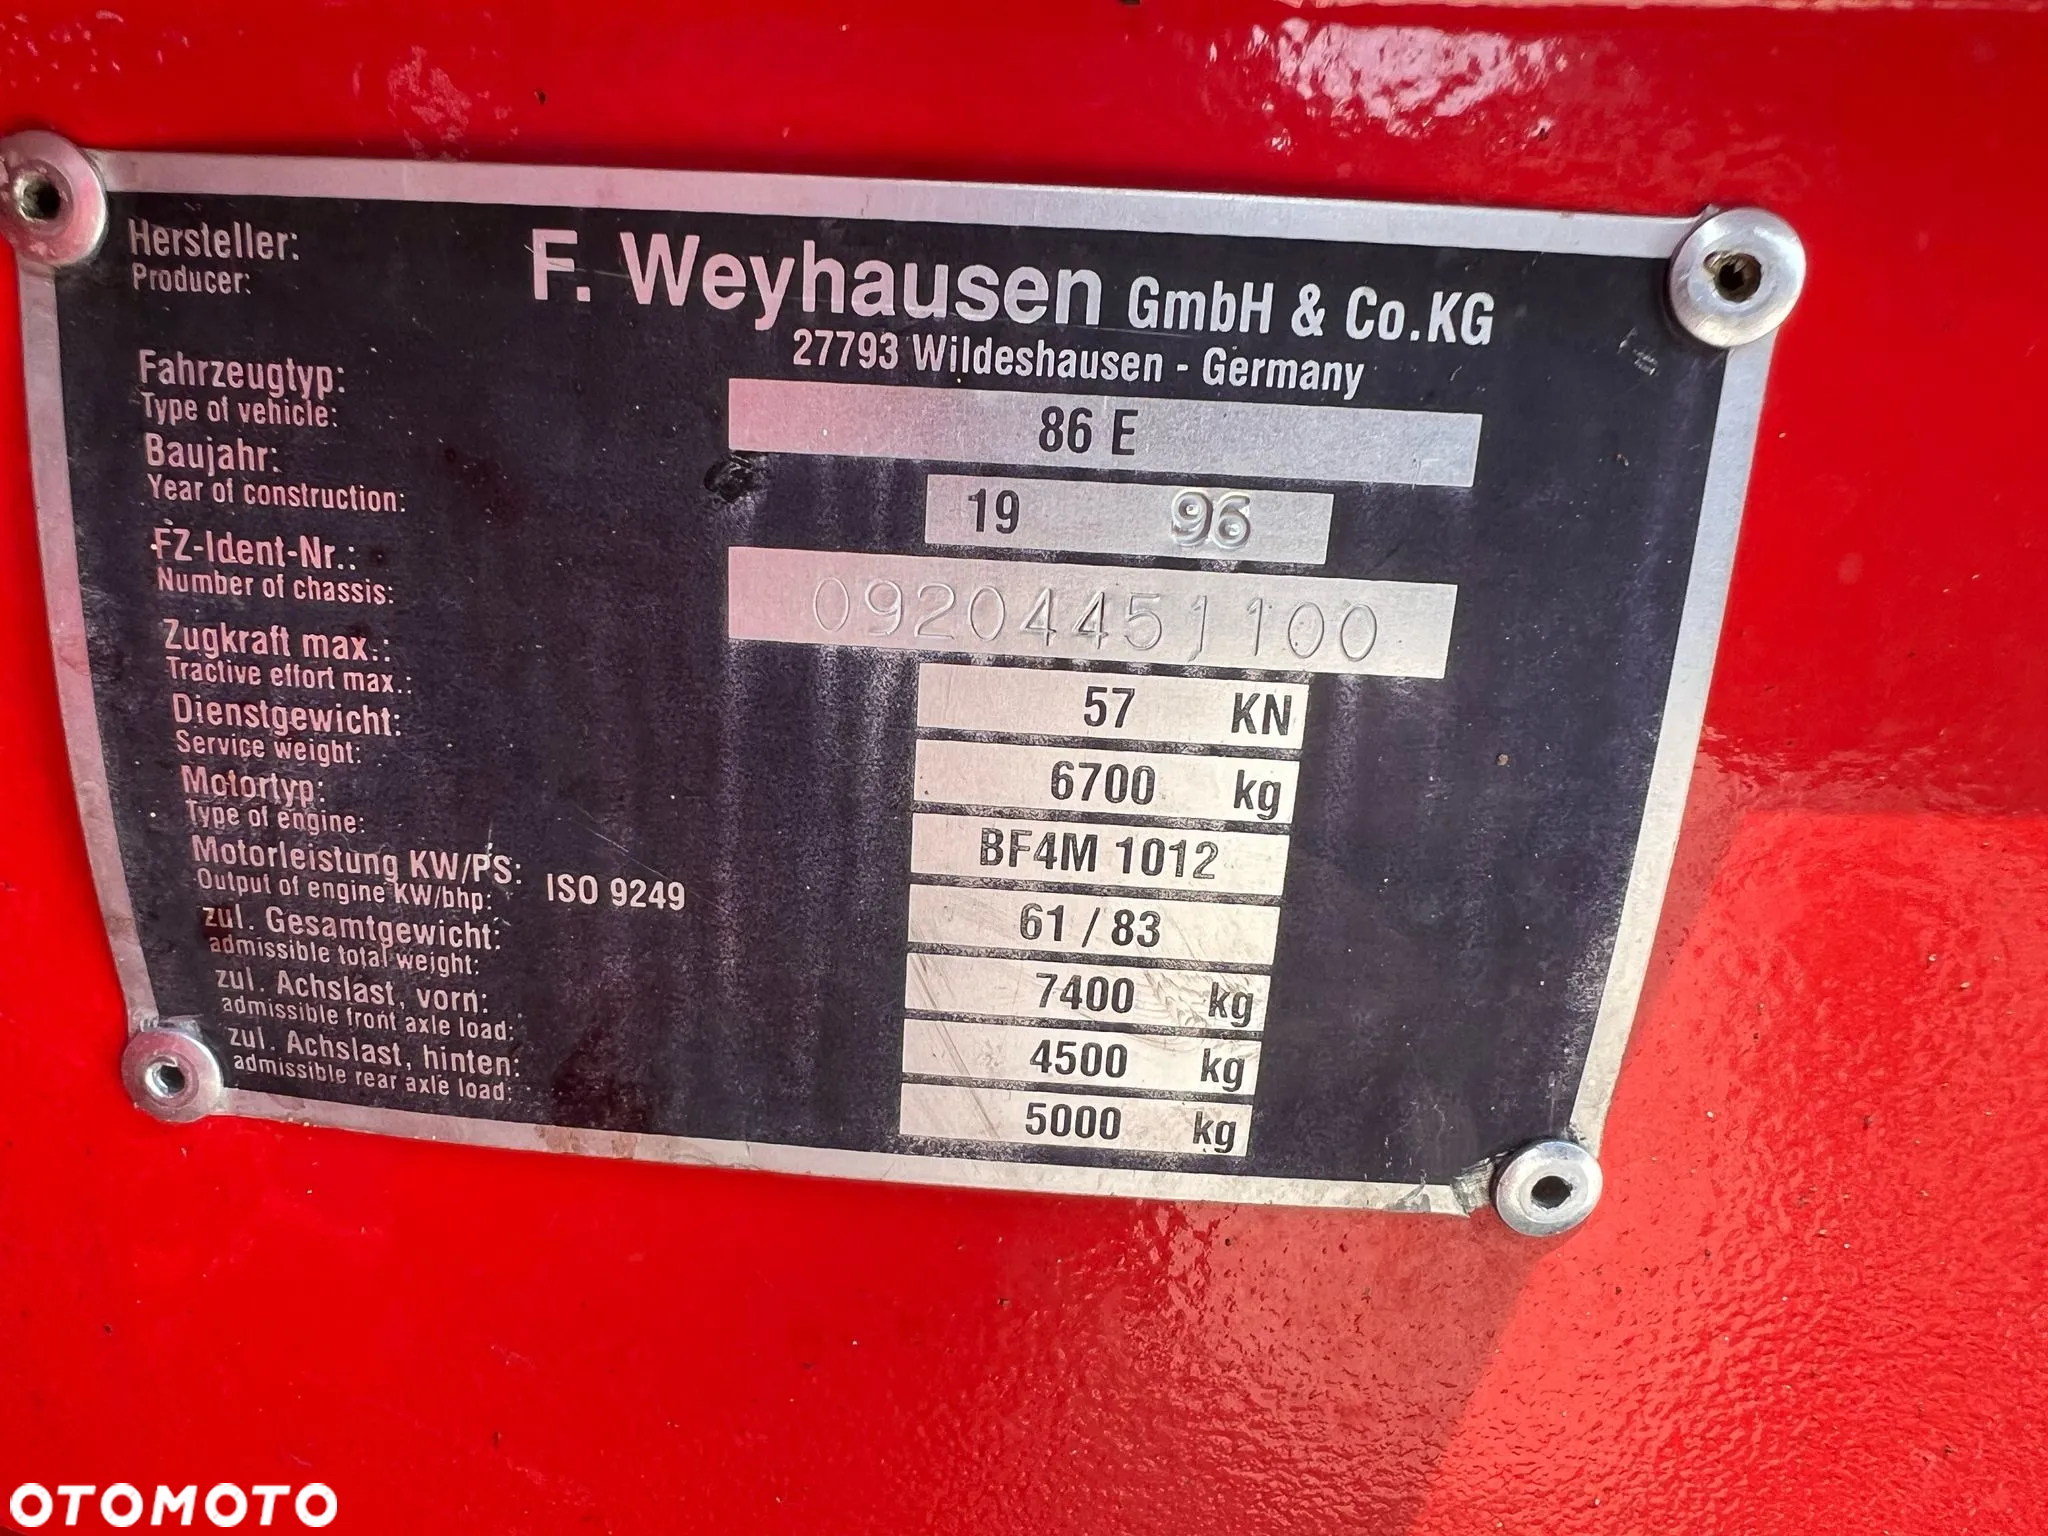 Hersteller:
Producer:
F. Weyhausen GmbH & Co.KG
27793 Wildeshausen - Germany
Fahrzeugtyp:
Type of vehicle:
86 E
Baujahr:
Year of construction:
19 96
FZ-Ident-Nr.:
Number of chassis:
09204451100
Zugkraft max.:
Tractive effort max.:
57 KN
Dienstgewicht:
Service weight:
6700 kg
Motortyp:
Type of engine:
BF4M 1012
Motorleistung KW/PS: ISO 9249
Output of engine KW/bhp:
61 / 83
zul. Gesamtgewicht:
admissible total weight:
7400 kg
zul. Achslast, vorn:
admissible front axle load:
4500 kg
zul. Achslast, hinten:
admissible rear axle load:
5000 kg
OTOMOTO